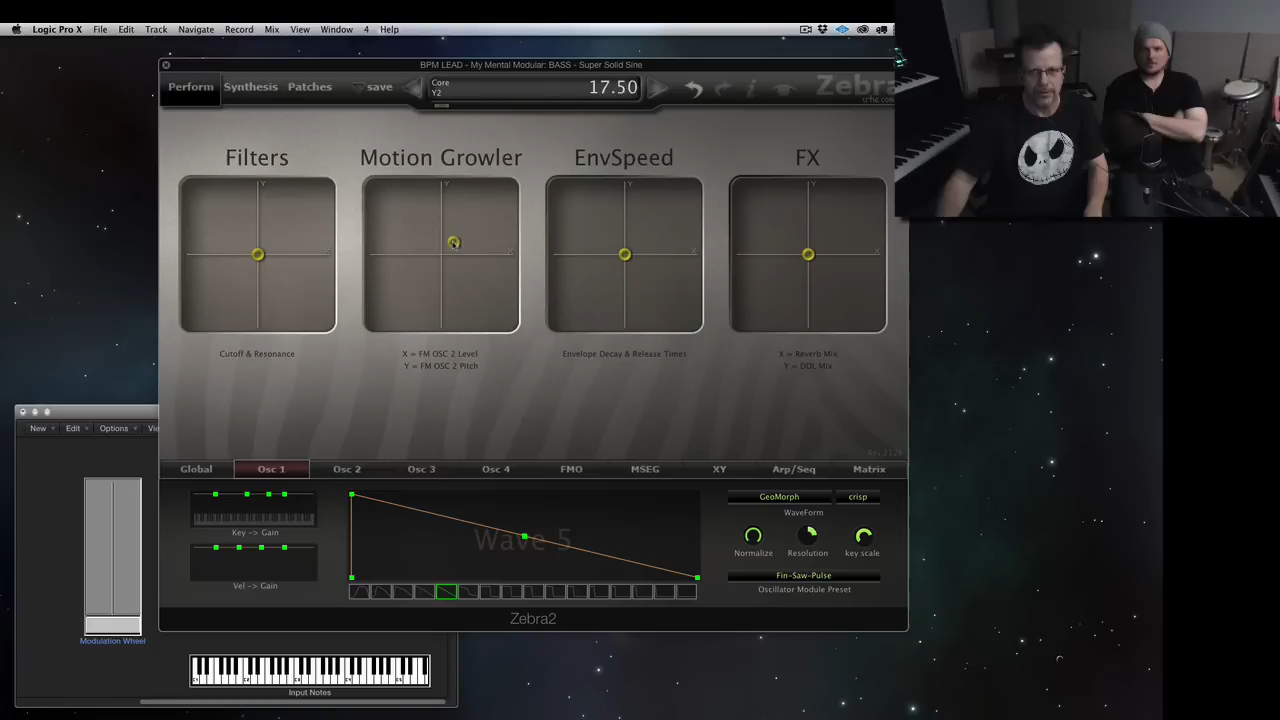 Logic Pro X File Edit Track Navigate Record Mix View Window 4 Help
BPM LEAD - My Mental Modular: BASS - Super Solid Sine
Perform Synthesis Patches save
Core
Y2
17.50
Zebra
u-he.com
Filters Motion Growler EnvSpeed FX
Y Y Y Y
X X X X
Cutoff & Resonance
X = FM OSC 2 Level
Y = FM OSC 2 Pitch
Envelope Decay & Release Times
X = Reverb Mix
Y = DDL Mix
Global Osc 1 Osc 2 Osc 3 Osc 4 FMO MSEG XY Arp/Seq Matrix
New Edit Options
Modulation Wheel
Key -> Gain
Vel -> Gain
Wave 5
GeoMorph crisp
WaveForm
Normalize Resolution key scale
Fin-Saw-Pulse
Oscillator Module Preset
Zebra2
Input Notes